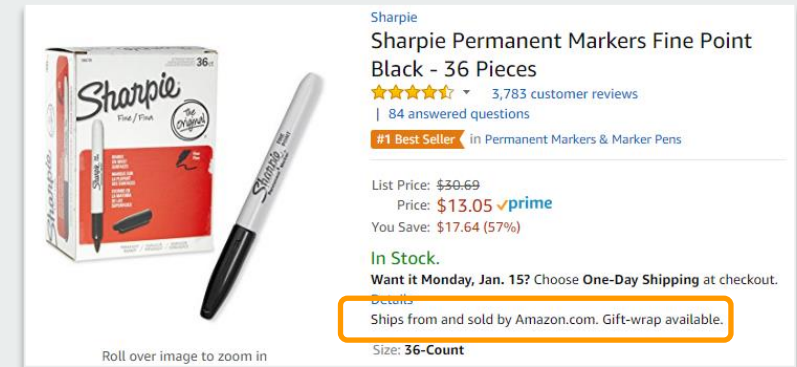 Sharpie
Sharpie Permanent Markers Fine Point
Black - 36 Pieces
3,783 customer reviews
| 84 answered questions
#1 Best Seller in Permanent Markers & Marker Pens
List Price: $30.69
Price: $13.05 prime
You Save: $17.64 (57%)
In Stock.
Want it Monday, Jan. 15? Choose One-Day Shipping at checkout.
Details
Ships from and sold by Amazon.com. Gift-wrap available.
Size: 36-Count
36
Sharpie
Fine/Fina
The
Original
Sharpie
Sharpie
FINE
POINT
Roll over image to zoom in